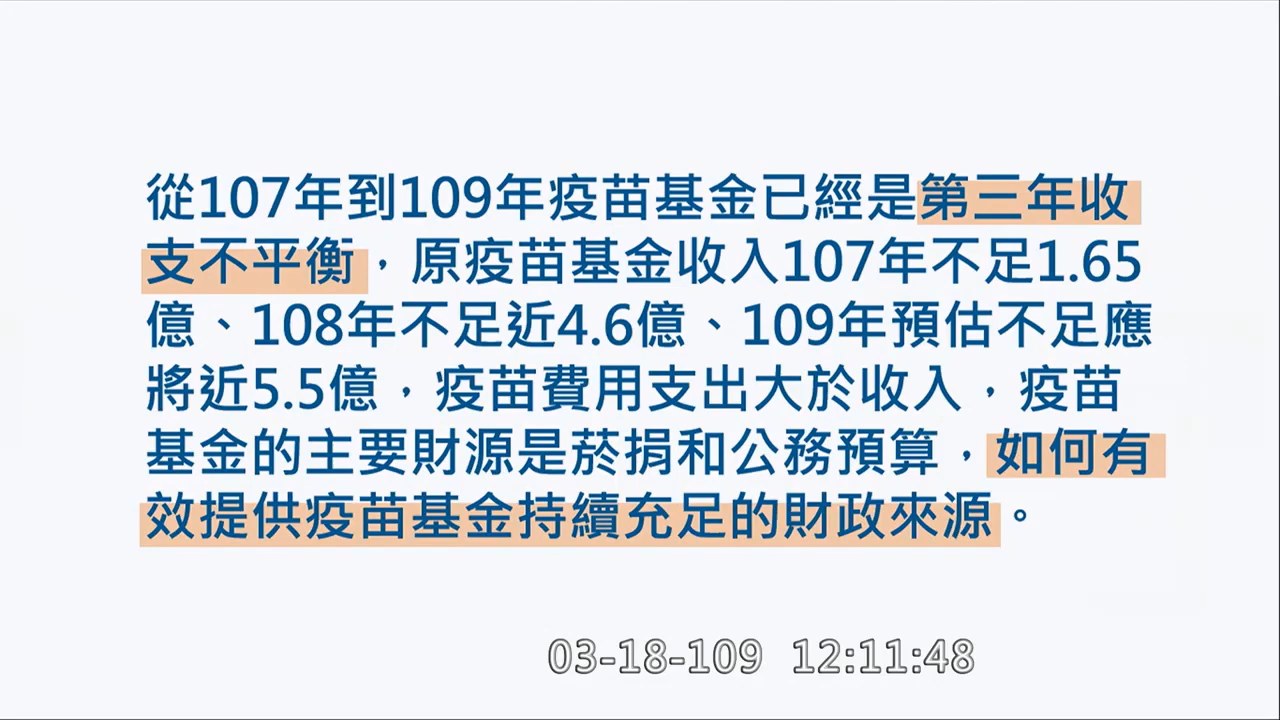 從107年到109年疫苗基金已經是第三年收
支不平衡，原疫苗基金收入107年不足1.65
億、108年不足近4.6億、109年預估不足應
將近5.5億，疫苗費用支出大於收入，疫苗
基金的主要財源是菸捐和公務預算，如何有
效提供疫苗基金持續充足的財政來源。
03-18-109 12:11:48